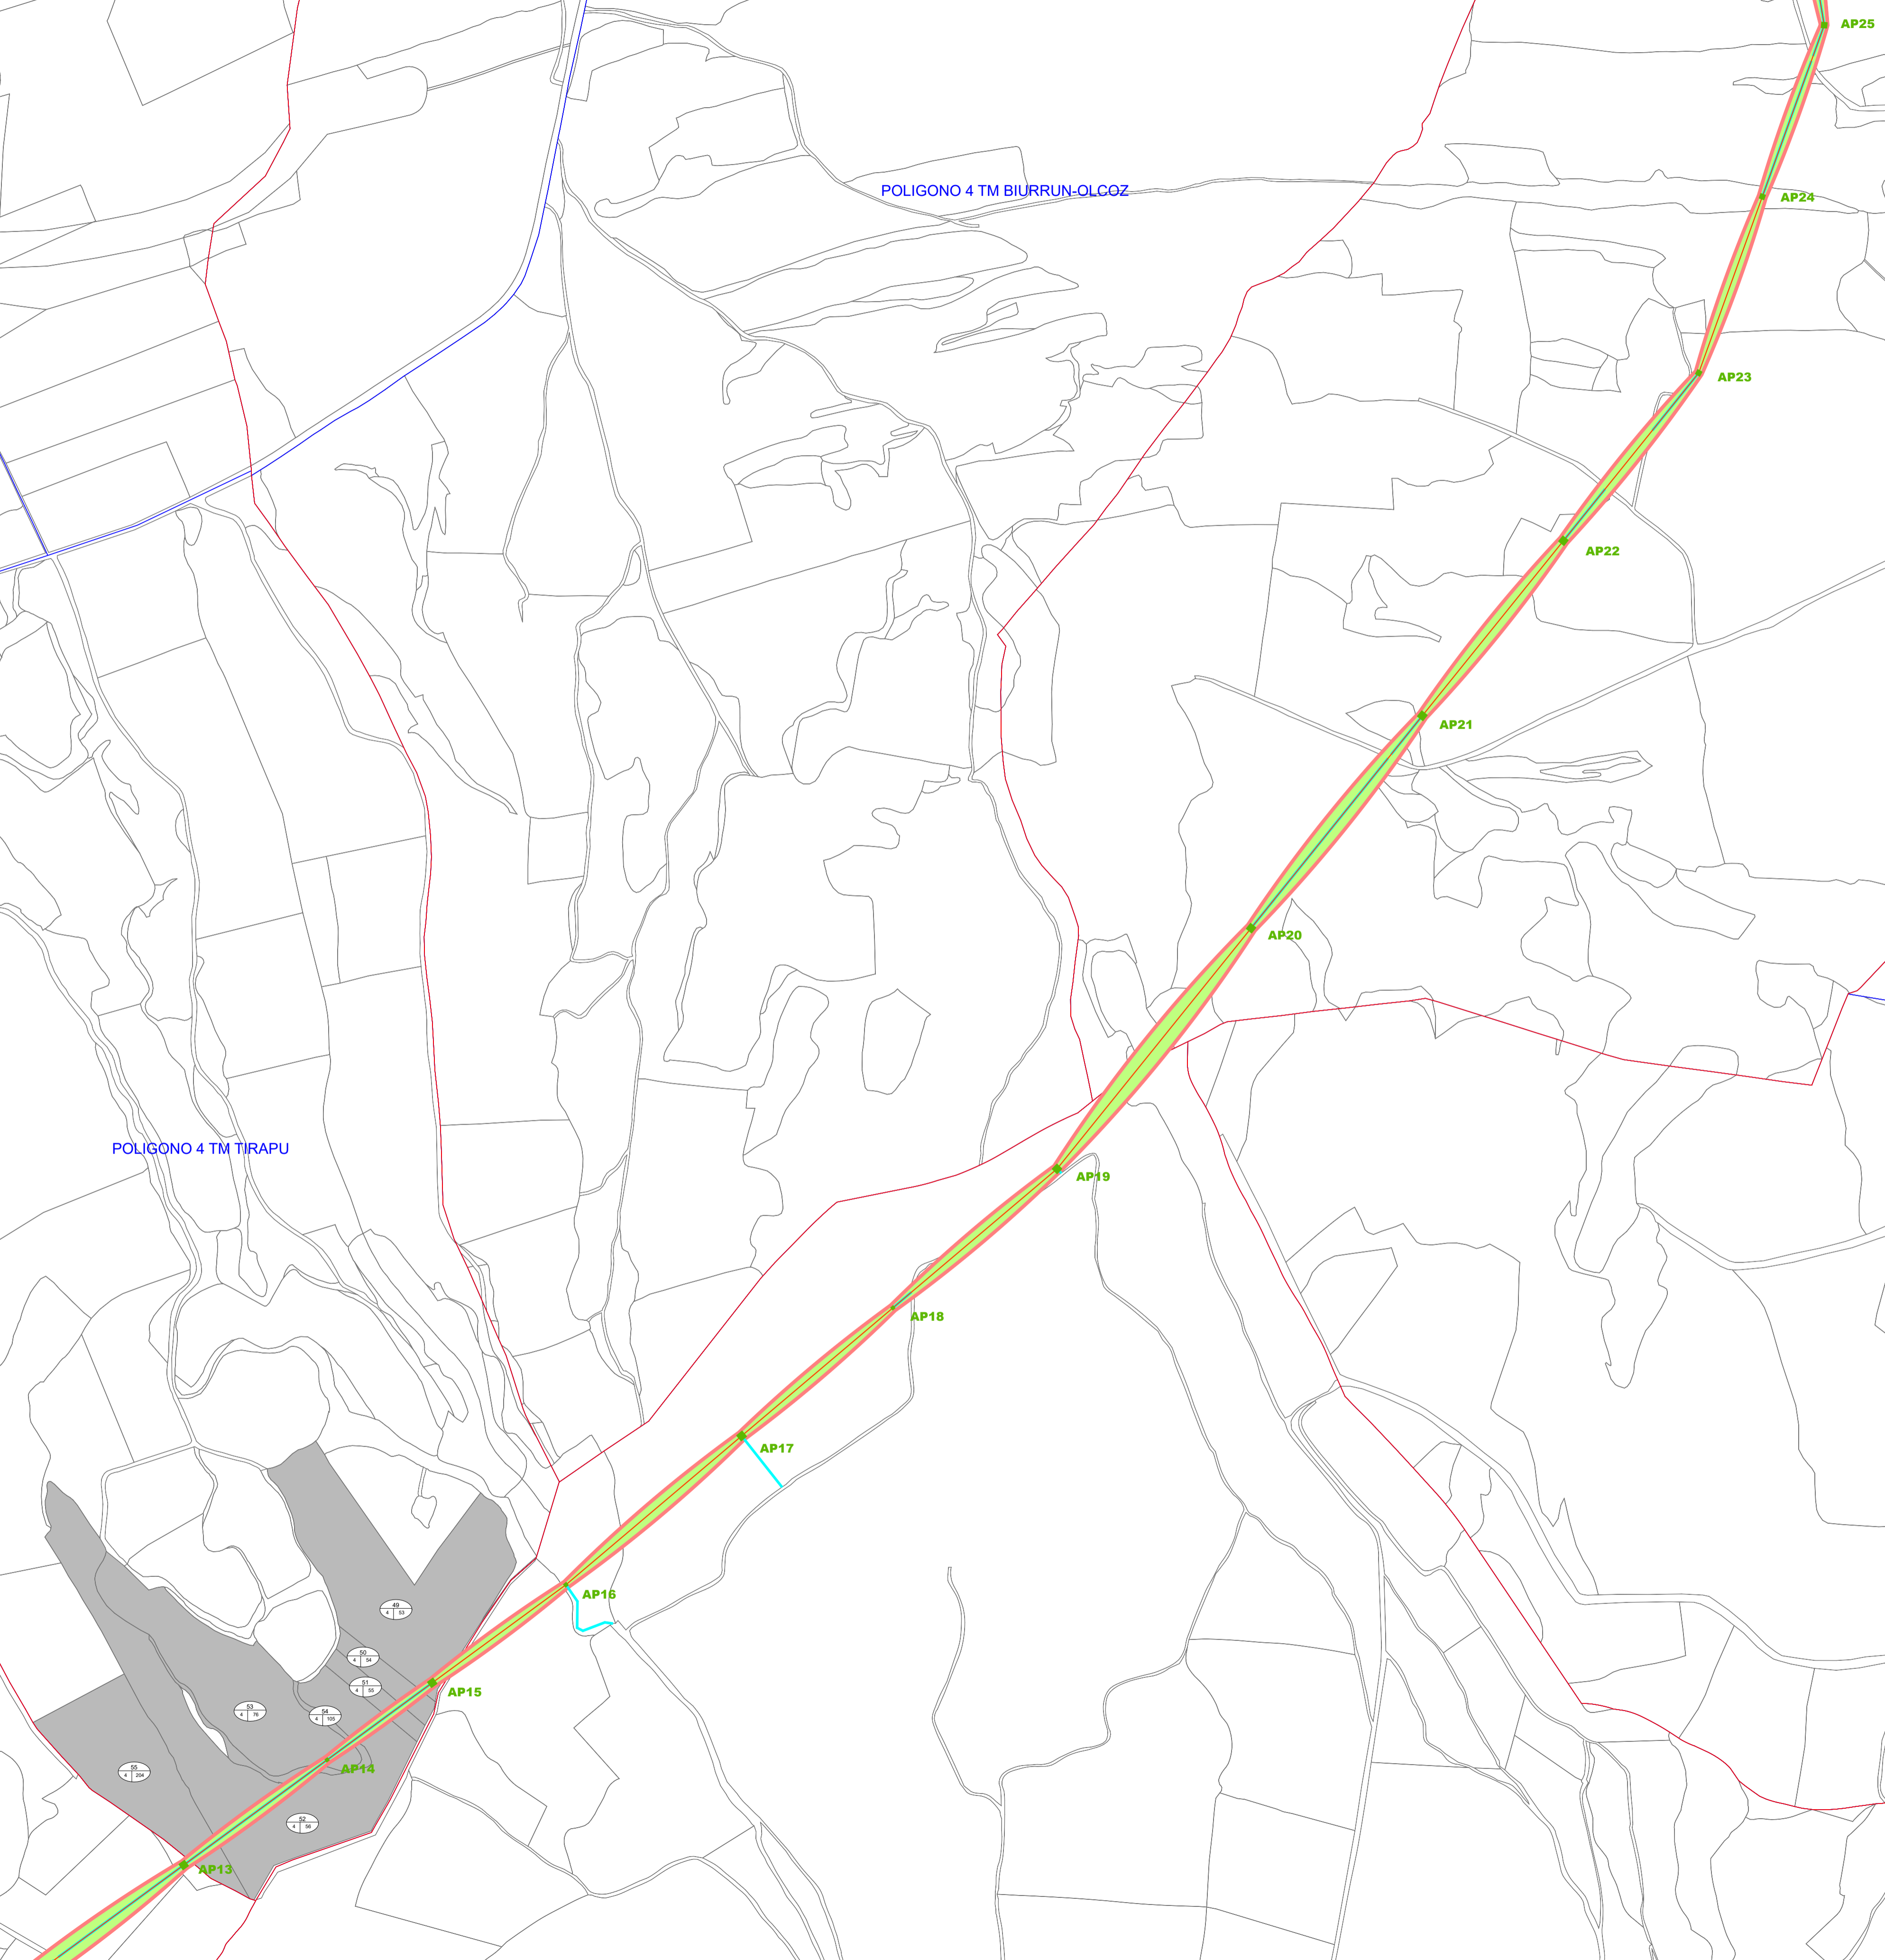 AP25
POLIGONO 4 TM BIURRUN-OLCOZ
AP24
AP23
AP22
AP21
AP20
POLIGONO 4 TM TIRAPU
AP19
AP18
AP17
AP16
49
4 53
50
4 54
51
4 55
AP15
53
4 76
54
4 105
AP14
55
4 204
52
4 56
AP13